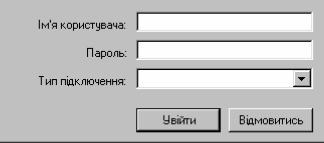 Ім'я користувача:
Пароль:
Тип підключення:
Увійти Відмовитись